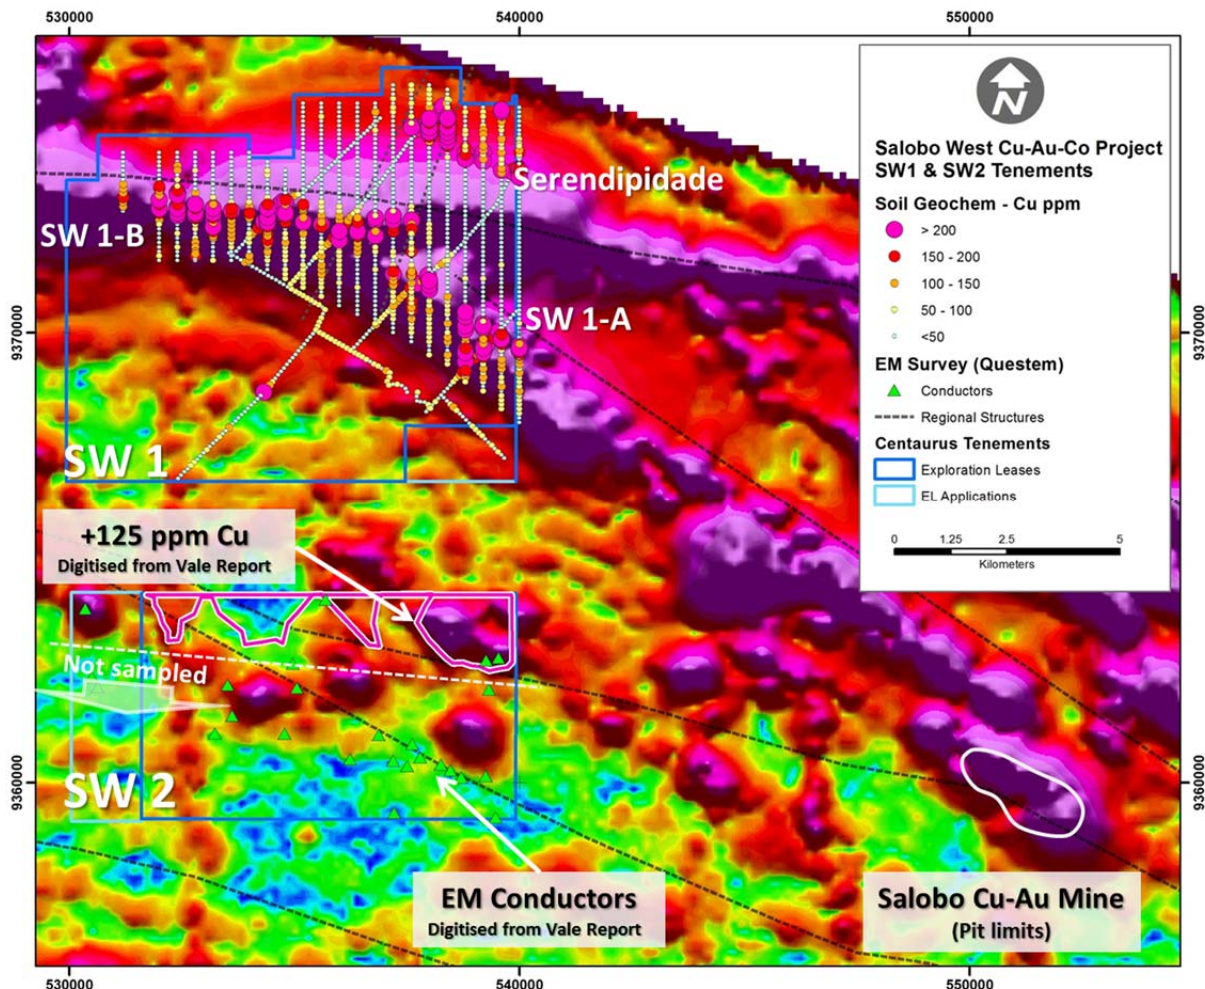 530000
540000
550000
N
Salobo West Cu-Au-Co Project
SW1 & SW2 Tenements
Soil Geochem - Cu ppm
> 200
150 - 200
100 - 150
50 - 100
<50
EM Survey (Questem)
Conductors
Regional Structures
Centaurus Tenements
Exploration Leases
EL Applications
0 1.25 2.5 5
Kilometers
Serendipidade
SW 1-B
SW 1-A
9370000
9370000
SW 1
+125 ppm Cu
Digitised from Vale Report
Not sampled
SW 2
9360000
9360000
EM Conductors
Digitised from Vale Report
Salobo Cu-Au Mine
(Pit limits)
530000
540000
550000